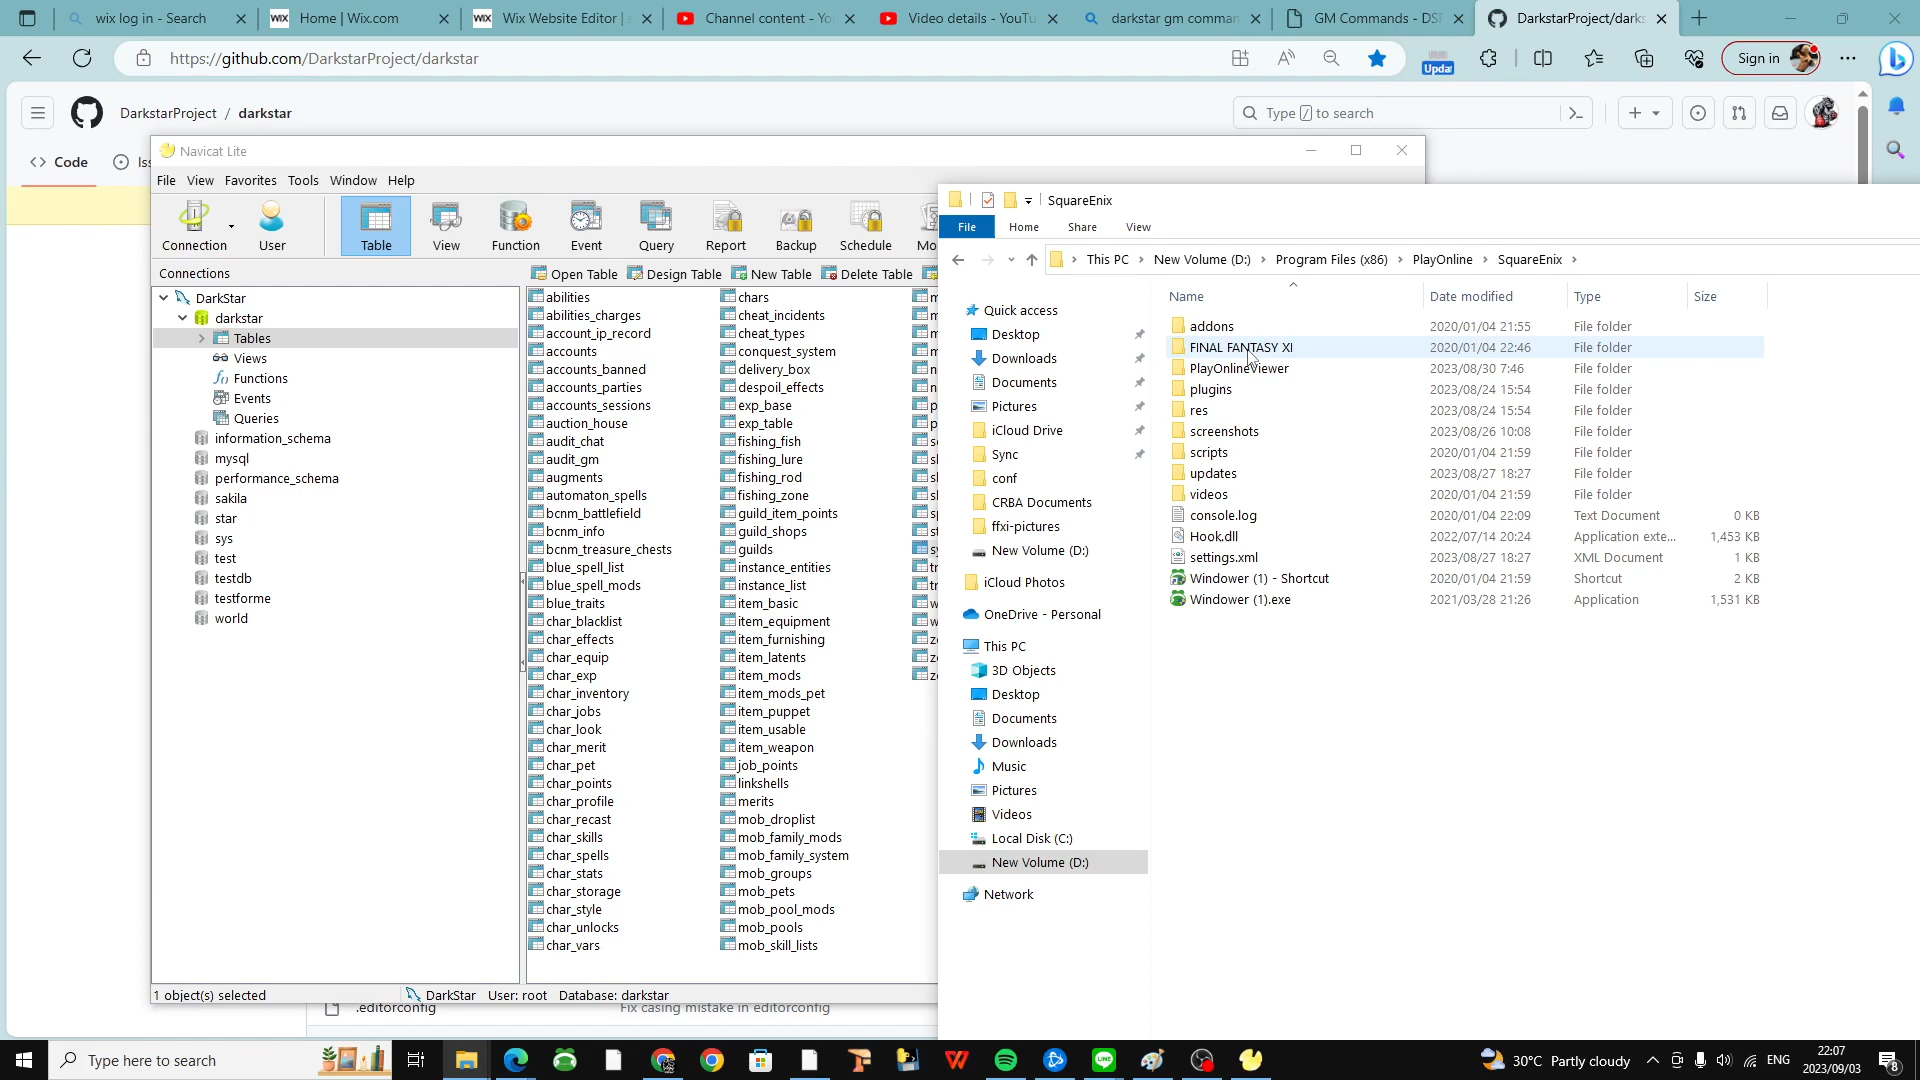 wix log in - Search
Home | Wix.com
Wix Website Editor |
Channel content - Yo
Video details - YouTu
darkstar gm comman
GM Commands - DSP
DarkstarProject/darks
https://github.com/DarkstarProject/darkstar
Updat
Sign in
DarkstarProject / darkstar
Type / to search
Code
Navicat Lite
File View Favorites Tools Window Help
Connection
User
Table
View
Function
Event
Query
Report
Backup
Schedule
Mo
Connections
Open Table
Design Table
New Table
Delete Table
DarkStar
darkstar
Tables
Views
Functions
Events
Queries
information_schema
mysql
performance_schema
sakila
star
sys
test
testdb
testforme
world
abilities
abilities_charges
account_ip_record
accounts
accounts_banned
accounts_parties
accounts_sessions
auction_house
audit_chat
audit_gm
augments
automaton_spells
bcnm_battlefield
bcnm_info
bcnm_treasure_chests
blue_spell_list
blue_spell_mods
blue_traits
char_blacklist
char_effects
char_equip
char_exp
char_inventory
char_jobs
char_look
char_merit
char_pet
char_points
char_profile
char_recast
char_skills
char_spells
char_stats
char_storage
char_style
char_unlocks
char_vars
chars
cheat_incidents
cheat_types
conquest_system
delivery_box
despoil_effects
exp_base
exp_table
fishing_fish
fishing_lure
fishing_rod
fishing_zone
guild_item_points
guild_shops
guilds
instance_entities
instance_list
item_basic
item_equipment
item_furnishing
item_latents
item_mods
item_mods_pet
item_puppet
item_usable
item_weapon
job_points
linkshells
merits
mob_droplist
mob_family_mods
mob_family_system
mob_groups
mob_pets
mob_pool_mods
mob_pools
mob_skill_lists
1 object(s) selected
DarkStar User: root Database: darkstar
.editorconfig
Fix casing mistake in editorconfig
SquareEnix
File
Home
Share
View
This PC > New Volume (D:) > Program Files (x86) > PlayOnline > SquareEnix >
Quick access
Desktop
Downloads
Documents
Pictures
iCloud Drive
Sync
conf
CRBA Documents
ffxi-pictures
New Volume (D:)
iCloud Photos
OneDrive - Personal
This PC
3D Objects
Desktop
Documents
Downloads
Music
Pictures
Videos
Local Disk (C:)
New Volume (D:)
Network
Name Date modified Type Size
addons 2020/01/04 21:55 File folder
FINAL FANTASY XI 2020/01/04 22:46 File folder
PlayOnlineViewer 2023/08/30 7:46 File folder
plugins 2023/08/24 15:54 File folder
res 2023/08/24 15:54 File folder
screenshots 2023/08/26 10:08 File folder
scripts 2020/01/04 21:59 File folder
updates 2023/08/27 18:27 File folder
videos 2020/01/04 21:59 File folder
console.log 2020/01/04 22:09 Text Document 0 KB
Hook.dll 2022/07/14 20:24 Application exte... 1,453 KB
settings.xml 2023/08/27 18:27 XML Document 1 KB
Windower (1) - Shortcut 2020/01/04 21:59 Shortcut 2 KB
Windower (1).exe 2021/03/28 21:26 Application 1,531 KB
Type here to search
30°C Partly cloudy
ENG
22:07
2023/09/03
8